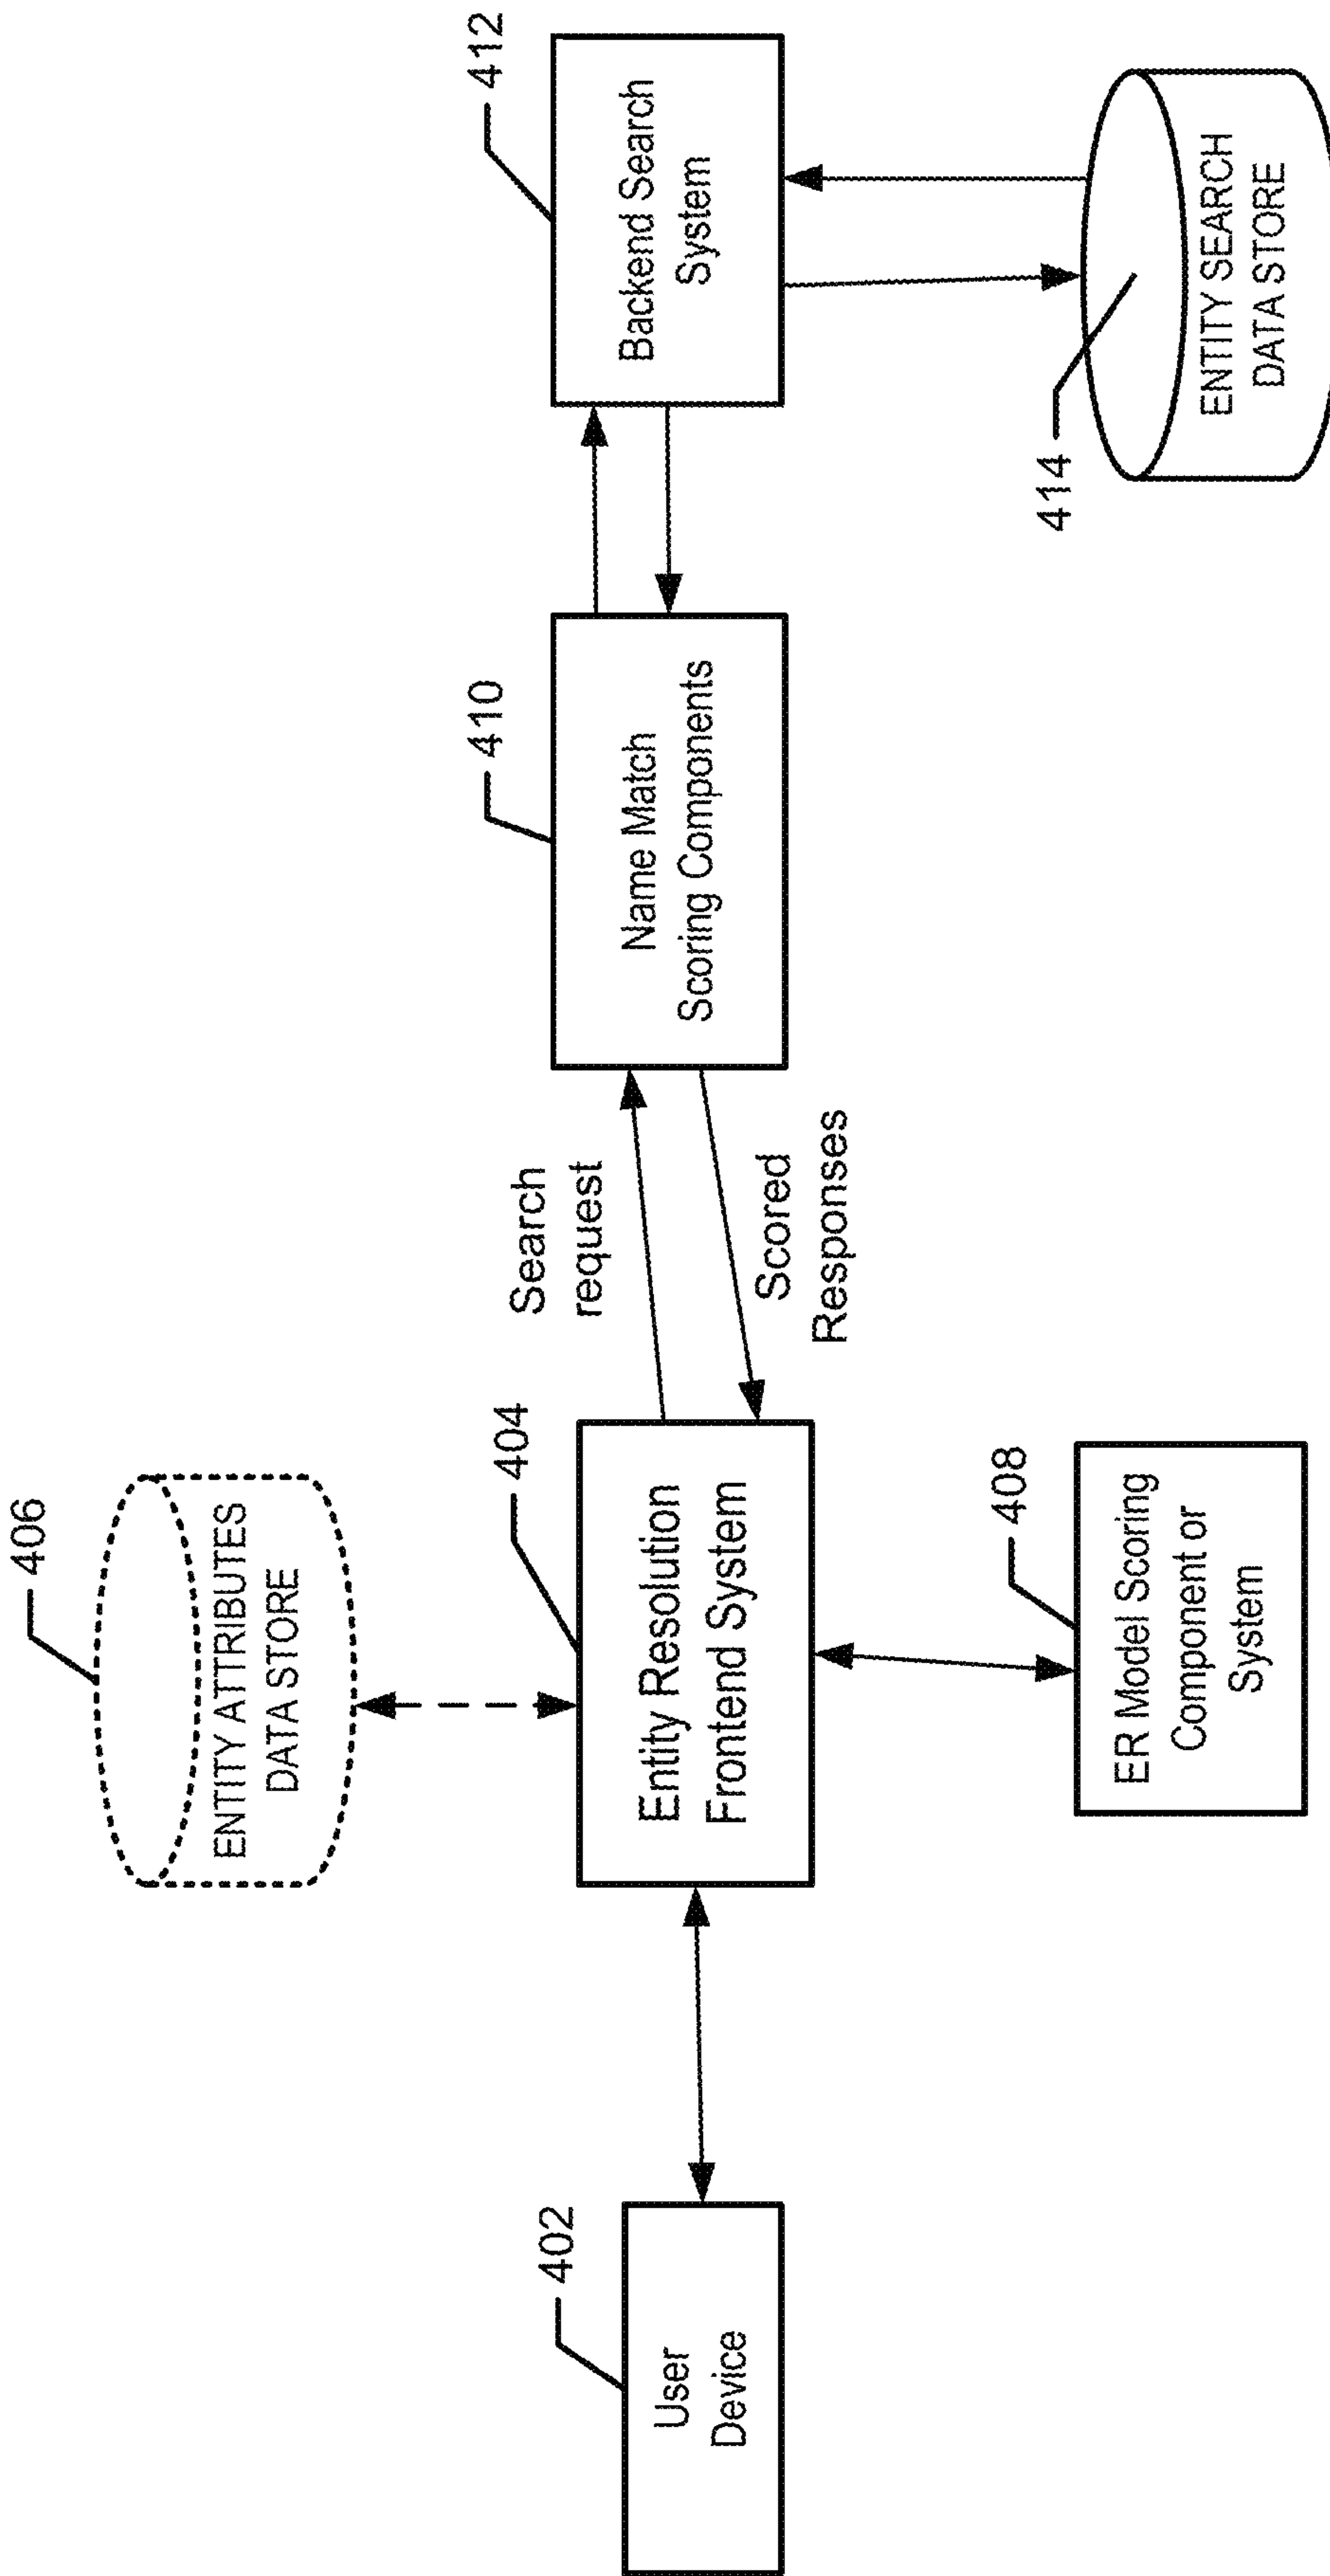 402
User
Device
406
ENTITY ATTRIBUTES
DATA STORE
404
Entity Resolution
Frontend System
408
ER Model Scoring
Component or
System
Search
request
Scored
Responses
410
Name Match
Scoring Components
412
Backend Search
System
414
ENTITY SEARCH
DATA STORE